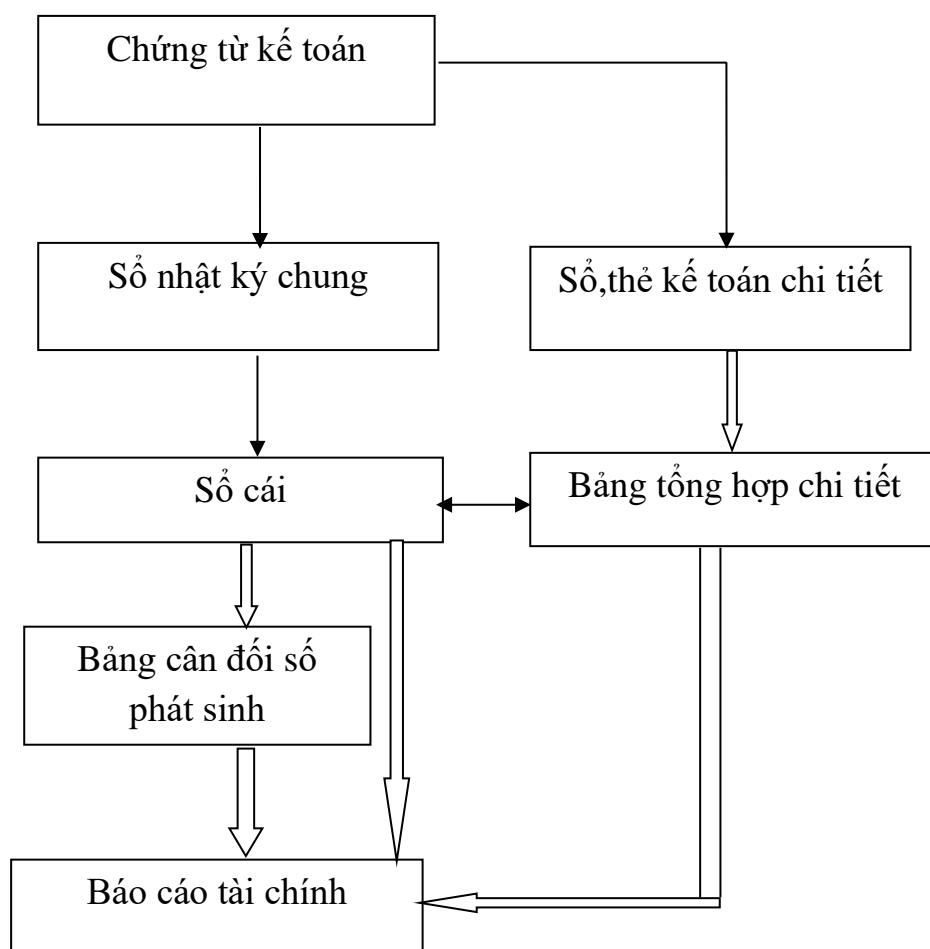 Chứng từ kế toán
Sổ nhật ký chung
Sổ,thẻ kế toán chi tiết
Sổ cái
Bảng tổng hợp chi tiết
Bảng cân đối số
phát sinh
Báo cáo tài chính